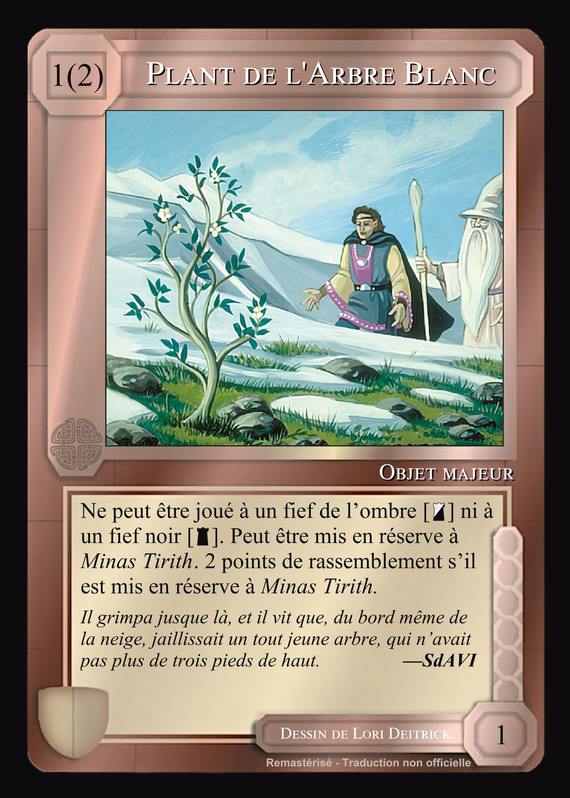 1(2)
Plant de l'Arbre Blanc
Objet majeur
Ne peut être joué à un fief de l’ombre [ ] ni à
un fief noir [ ]. Peut être mis en réserve à
Minas Tirith. 2 points de rassemblement s’il
est mis en réserve à Minas Tirith.
Il grimpa jusque là, et il vit que, du bord même de
la neige, jaillissait un tout jeune arbre, qui n’avait
pas plus de trois pieds de haut. —SdAVI
Dessin de Lori Deitrick
1
Remastérisé - Traduction non officielle